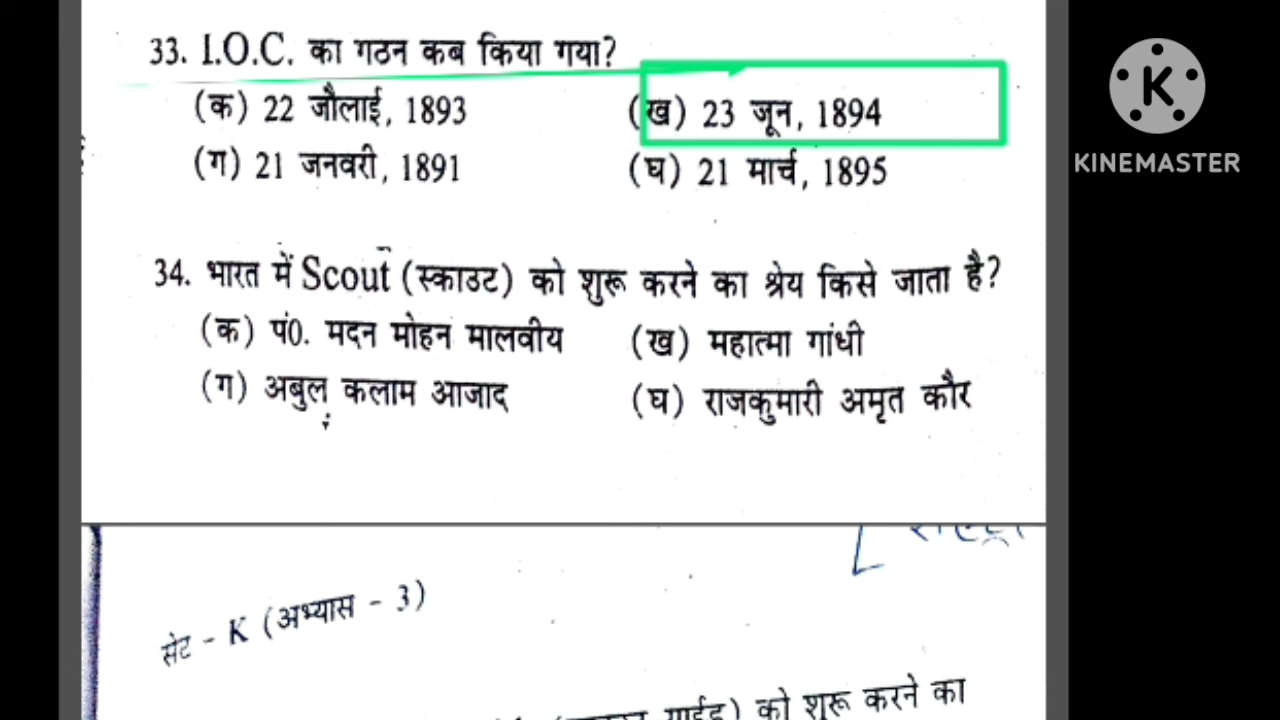 33. I.O.C. का गठन कब किया गया?
(क) 22 जौलाई, 1893 (ख) 23 जून, 1894
(ग) 21 जनवरी, 1891 (घ) 21 मार्च, 1895
K
KINEMASTER
34. भारत में Scout (स्काउट) को शुरू करने का श्रेय किसे जाता है?
(क) पं0. मदन मोहन मालवीय (ख) महात्मा गांधी
(ग) अबुल कलाम आजाद (घ) राजकुमारी अमृत कौर
सेट - K (अभ्यास - 3)
गाईड) को शुरू करने का